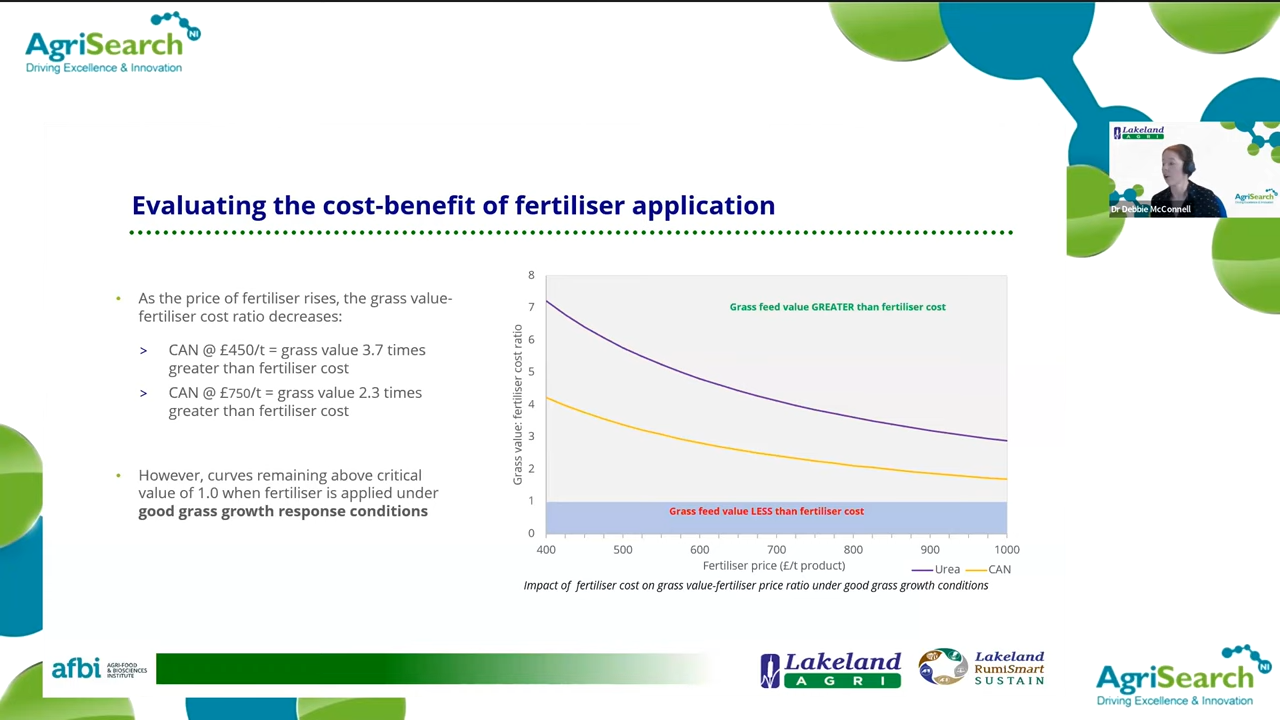 AgriSearch NI
Driving Excellence & Innovation
Lakeland
AGRI
AgriSearch
Dr Debbie McConnell
Evaluating the cost-benefit of fertiliser application
• As the price of fertiliser rises, the grass value-
fertiliser cost ratio decreases:
> CAN @ £450/t = grass value 3.7 times
greater than fertiliser cost
> CAN @ £750/t = grass value 2.3 times
greater than fertiliser cost
• However, curves remaining above critical
value of 1.0 when fertiliser is applied under
good grass growth response conditions
Grass value: fertiliser cost ratio
8
7
6
5
4
3
2
1
0
Grass feed value GREATER than fertiliser cost
Grass feed value LESS than fertiliser cost
400 500 600 700 800 900 1000
Fertiliser price (£/t product)
Urea CAN
Impact of fertiliser cost on grass value-fertiliser price ratio under good grass growth conditions
afbi
AGRI-FOOD
& BIOSCIENCES
INSTITUTE
Lakeland
AGRI
Lakeland
RumiSmart
SUSTAIN
AgriSearch NI
Driving Excellence & Innovation